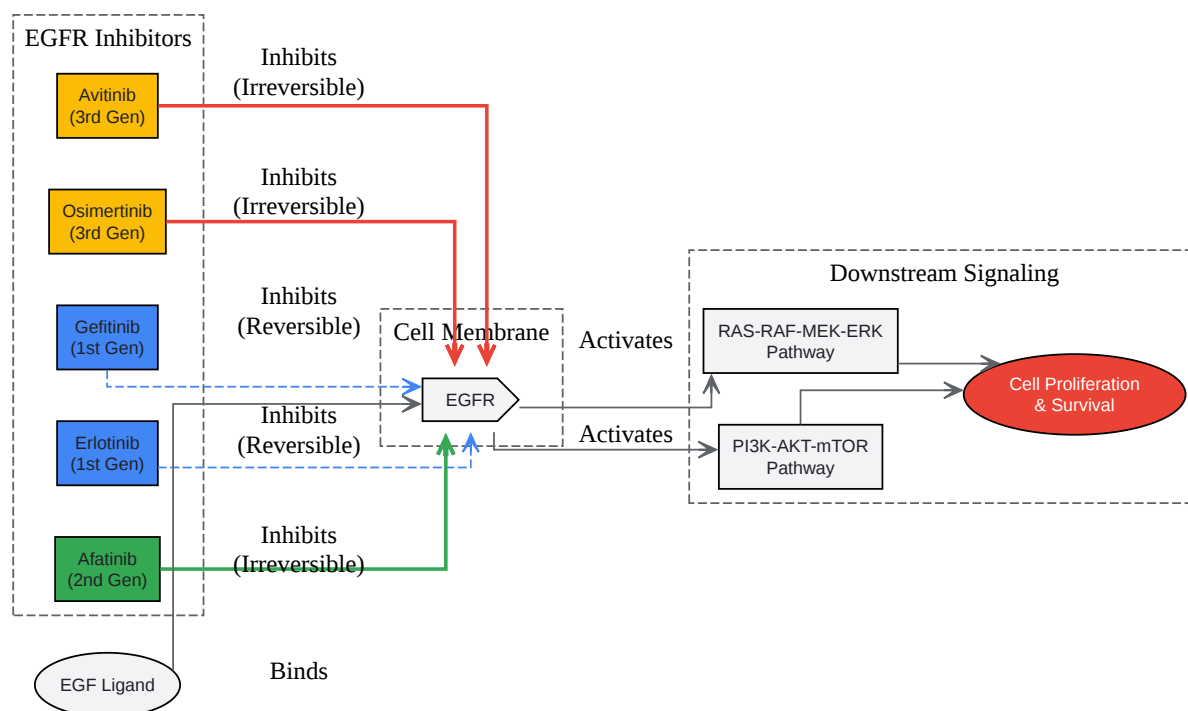 EGFR Inhibitors
Avitinib
(3rd Gen)
Inhibits
(Irreversible)
Osimertinib
(3rd Gen)
Inhibits
(Irreversible)
Gefitinib
(1st Gen)
Inhibits
(Reversible)
Erlotinib
(1st Gen)
Inhibits
(Reversible)
Afatinib
(2nd Gen)
Inhibits
(Irreversible)
EGF Ligand
Binds
Cell Membrane
EGFR
Activates
Activates
Downstream Signaling
RAS-RAF-MEK-ERK
Pathway
PI3K-AKT-mTOR
Pathway
Cell Proliferation
& Survival